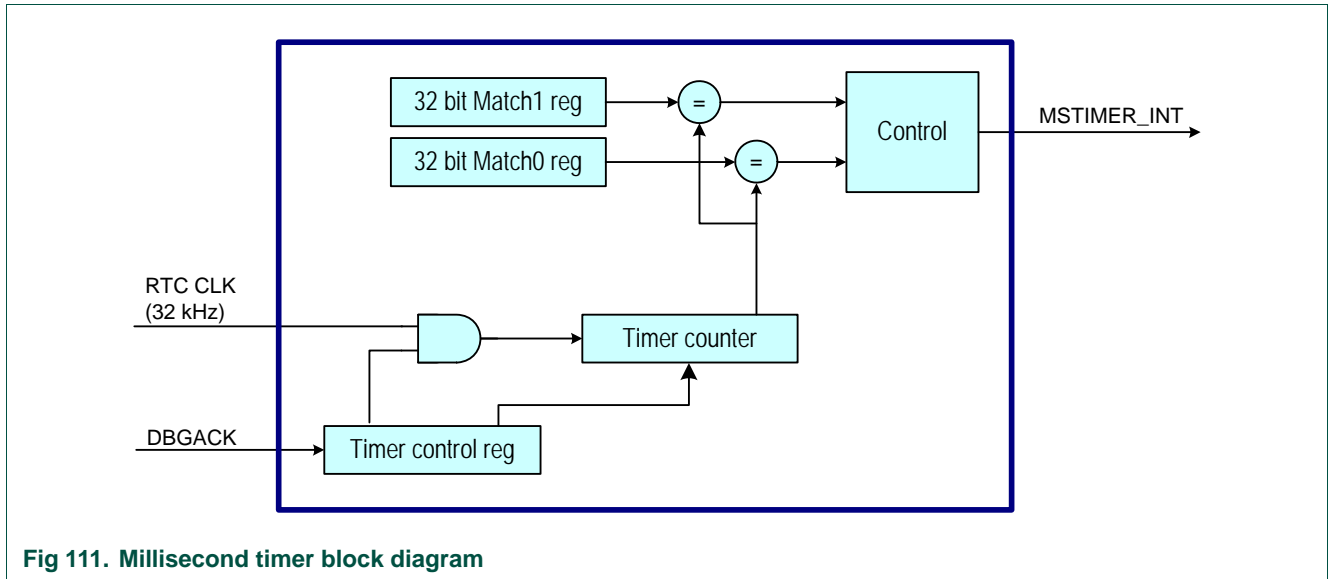 32 bit Match1 reg
=
Control
MSTIMER_INT
32 bit Match0 reg
=
RTC CLK
(32 kHz)
Timer counter
DBGACK
Timer control reg
Fig 111. Millisecond timer block diagram